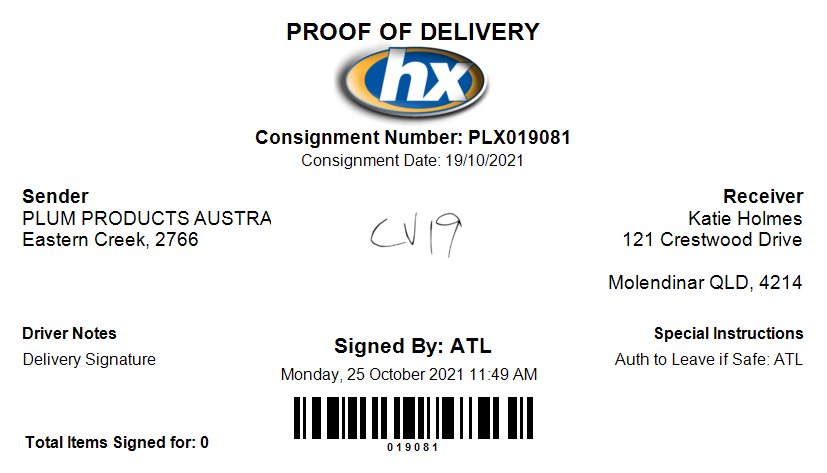 PROOF OF DELIVERY
hx
Consignment Number: PLX019081
Consignment Date: 19/10/2021
Sender
PLUM PRODUCTS AUSTRA
Eastern Creek, 2766
CV19
Receiver
Katie Holmes
121 Crestwood Drive
Molendinar QLD, 4214
Driver Notes
Delivery Signature
Signed By: ATL
Monday, 25 October 2021 11:49 AM
Special Instructions
Auth to Leave if Safe: ATL
Total Items Signed for: 0
019081